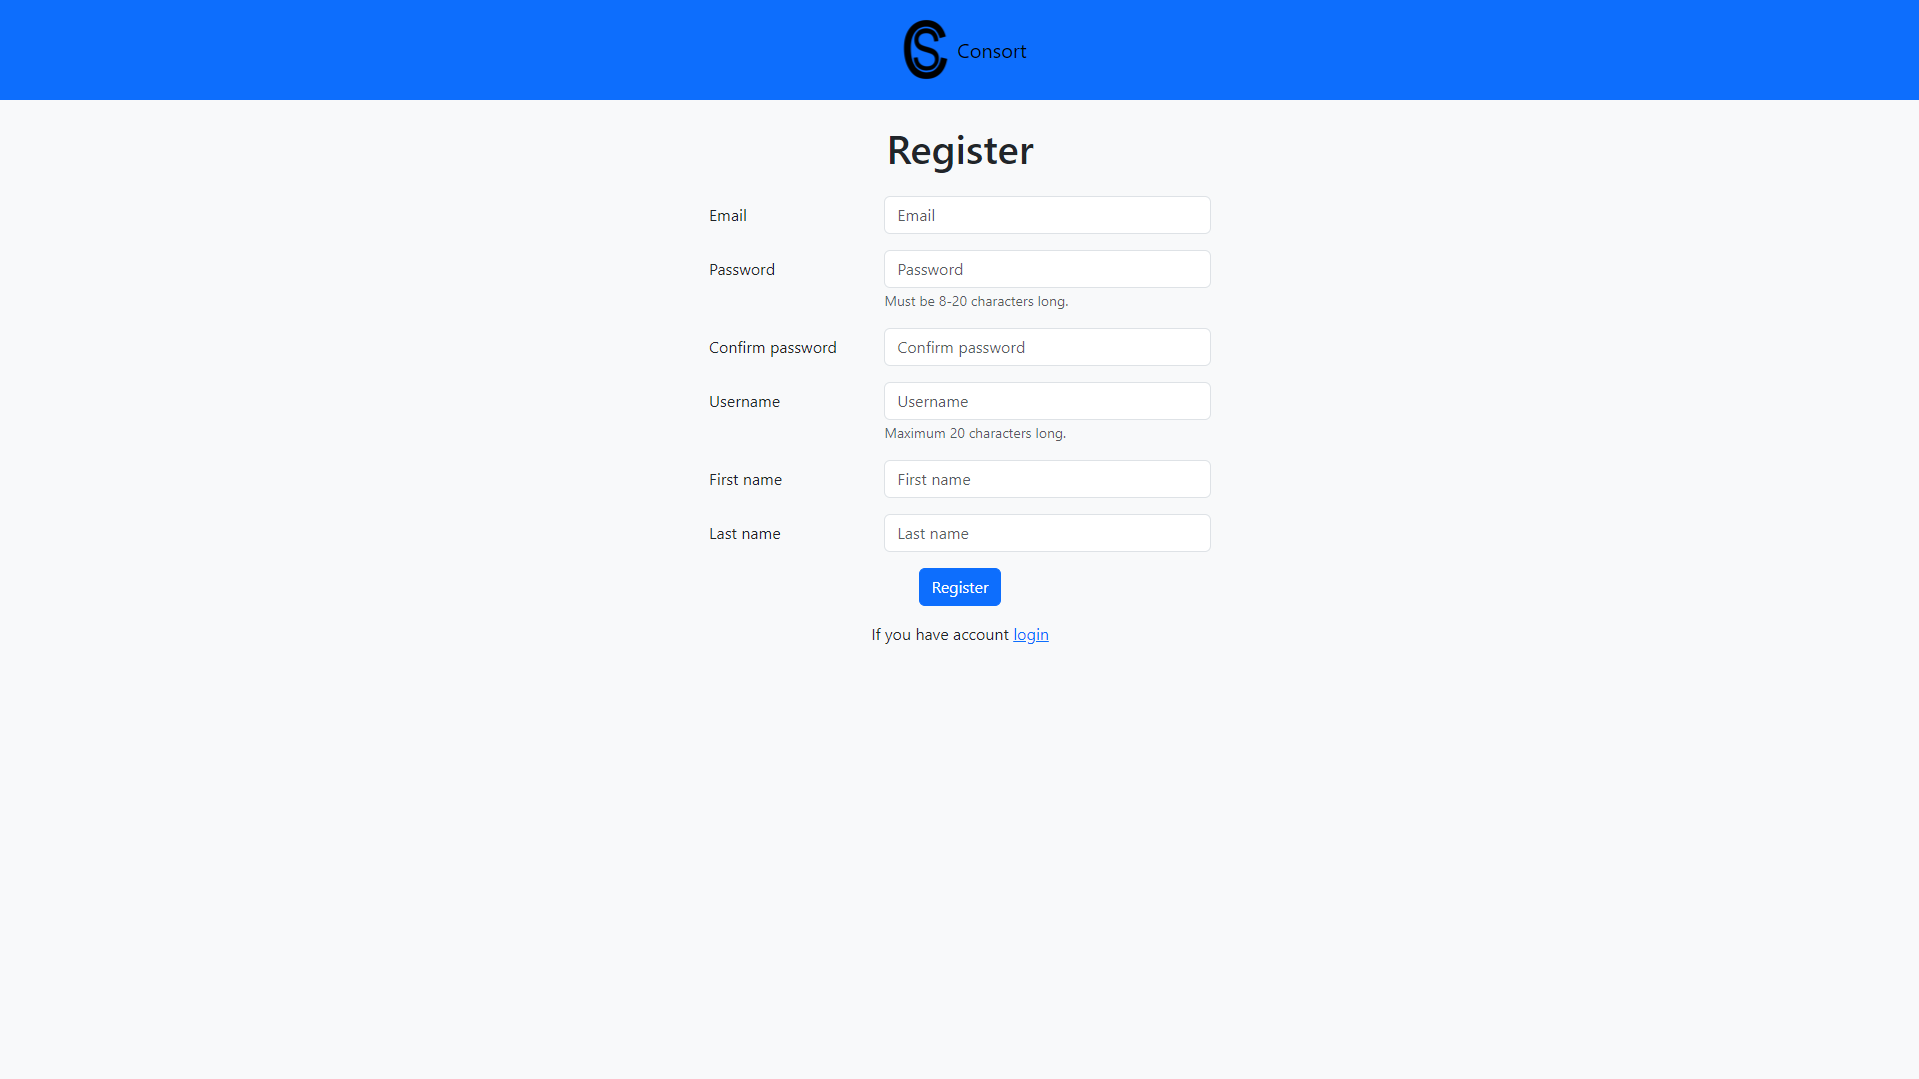 CS Consort
Register
Email Email
Password Password
Must be 8-20 characters long.
Confirm password Confirm password
Username Username
Maximum 20 characters long.
First name First name
Last name Last name
Register
If you have account login